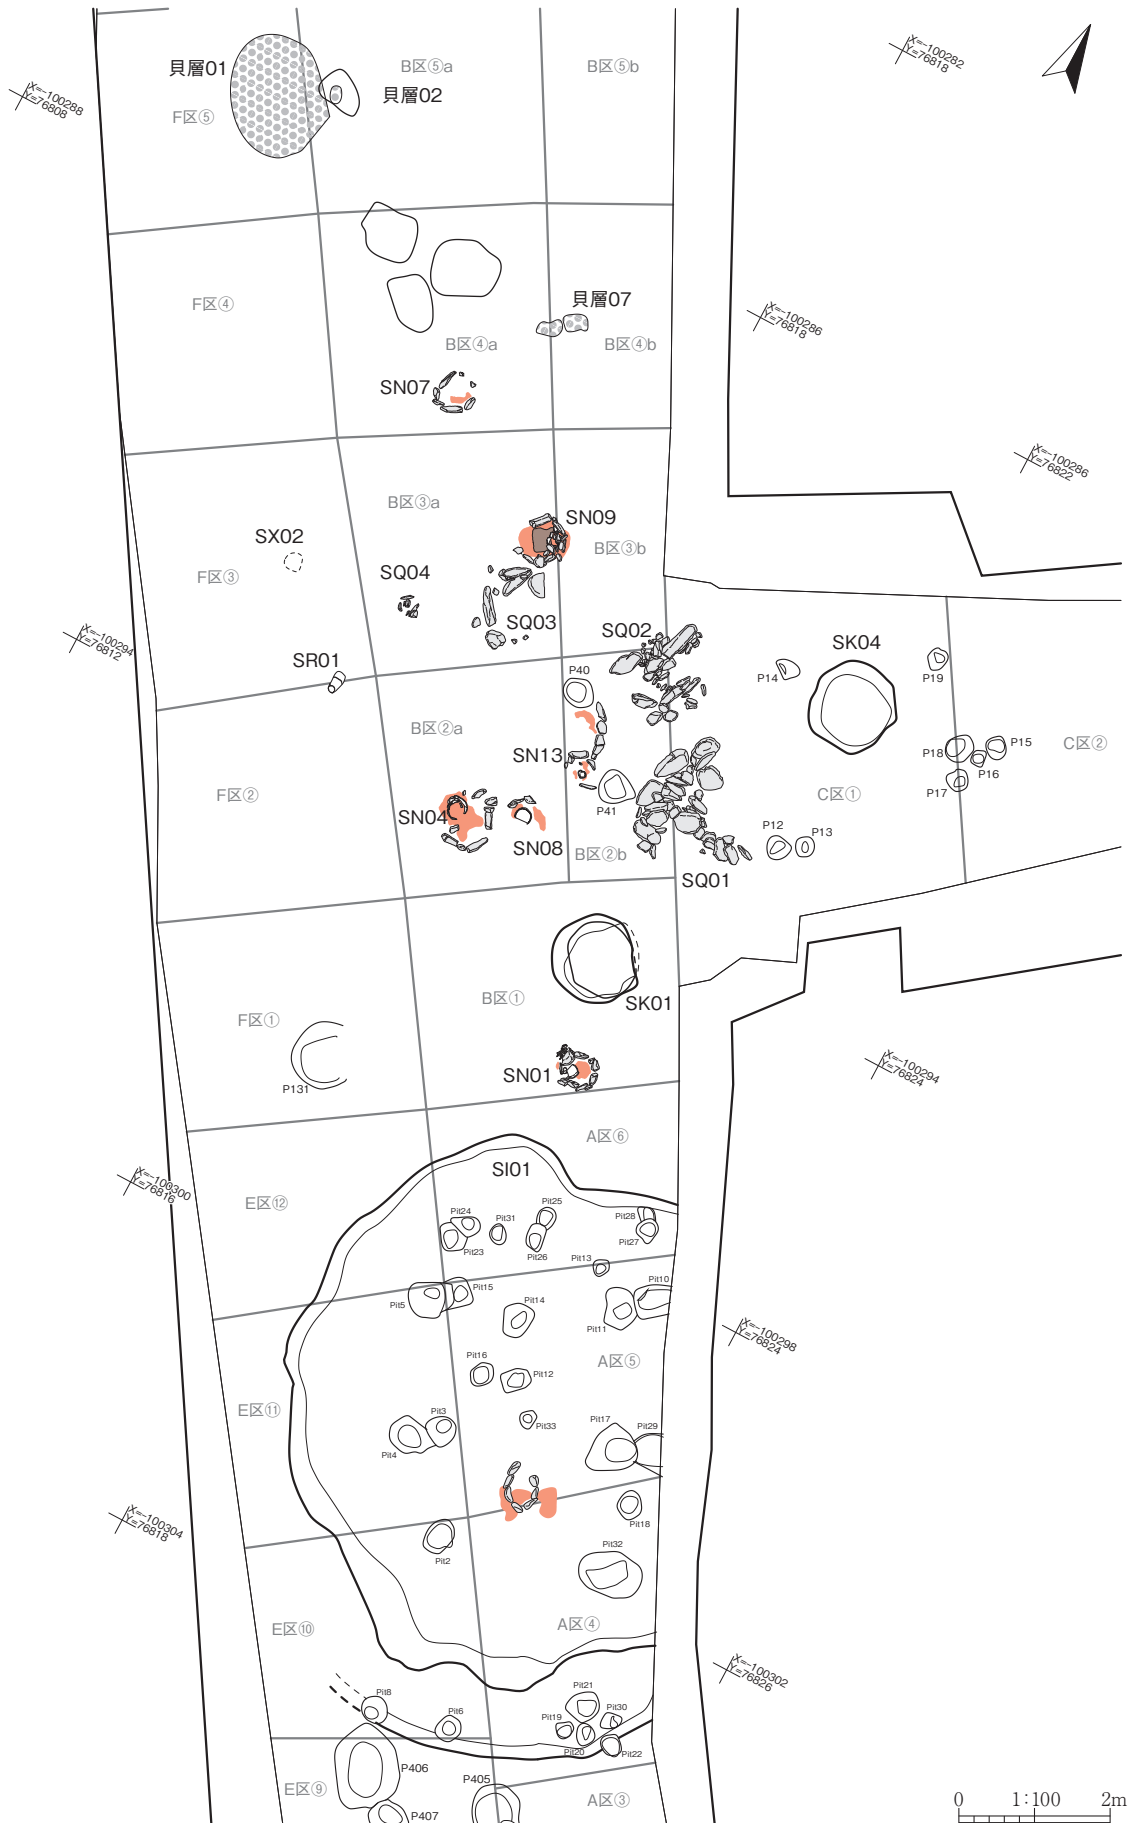 貝層01
B区⑤a
B区⑤b
X=-100282
Y=76818
貝層02
X=-100288
Y=76808
F区⑤
F区④
貝層07
X=-100286
Y=76818
B区④a
B区④b
SN07
X=-100286
Y=76822
B区③a
SN09
SX02
B区③b
F区③
SQ04
SQ03
SQ02
X=-100294
Y=76812
SR01
P40
P14
SK04
P19
B区②a
SN13
P18
P15
P16
P17
C区②
F区②
SN04
P41
C区①
SN08
B区②b
P12
P13
SQ01
B区①
SK01
F区①
SN01
P131
X=-100294
Y=76824
A区⑥
SI01
X=-100300
Y=76816
E区⑫
Pit24
Pit31
Pit25
Pit28
Pit23
Pit26
Pit27
Pit13
Pit5
Pit15
Pit14
Pit10
Pit11
X=-100298
Y=76824
Pit16
Pit12
A区⑤
E区⑪
Pit3
Pit33
Pit17
Pit29
Pit4
X=-100304
Y=76818
Pit18
Pit2
Pit32
E区⑩
A区④
X=-100302
Y=76826
Pit8
Pit6
Pit21
Pit19
Pit30
Pit20
Pit22
E区⑨
P406
P405
A区③
P407
0
1:100
2m